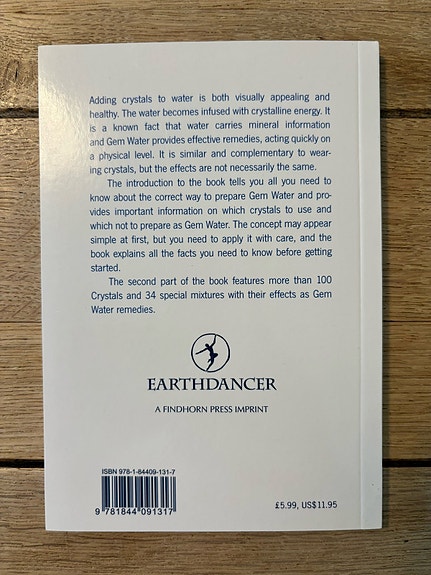 Adding crystals to water is both visually appealing and
healthy. The water becomes infused with crystalline energy. It
is a known fact that water carries mineral information
and Gem Water provides effective remedies, acting quickly on
a physical level. It is similar and complementary to wear-
ing crystals, but the effects are not necessarily the same.
The introduction to the book tells you all you need to
know about the correct way to prepare Gem Water and pro-
vides important information on which crystals to use and
which not to prepare as Gem Water. The concept may appear
simple at first, but you need to apply it with care, and the
book explains all the facts you need to know before getting
started.
The second part of the book features more than 100
Crystals and 34 special mixtures with their effects as Gem
Water remedies.
EARTHDANCER
A FINDHORN PRESS IMPRINT
ISBN 978-1-84409-131-7
9 781844 091317
£5.99, US$11.95